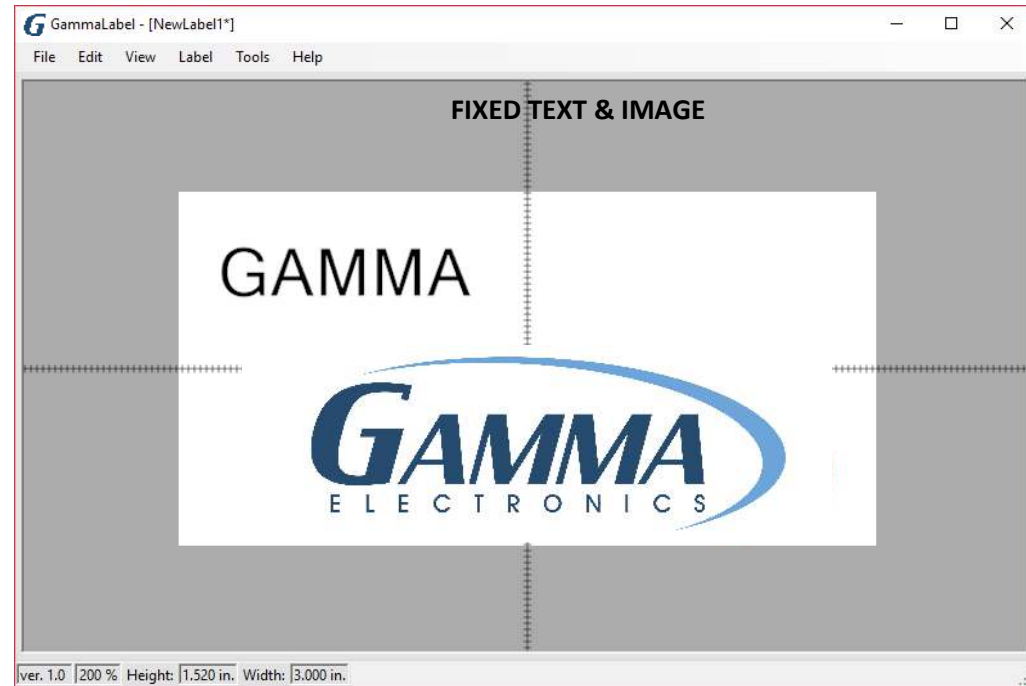 GammaLabel - [NewLabel1*]
File Edit View Label Tools Help
FIXED TEXT & IMAGE
GAMMA
GAMMA
ELECTRONICS
ver. 1.0 200 % Height: 1.520 in. Width: 3.000 in.